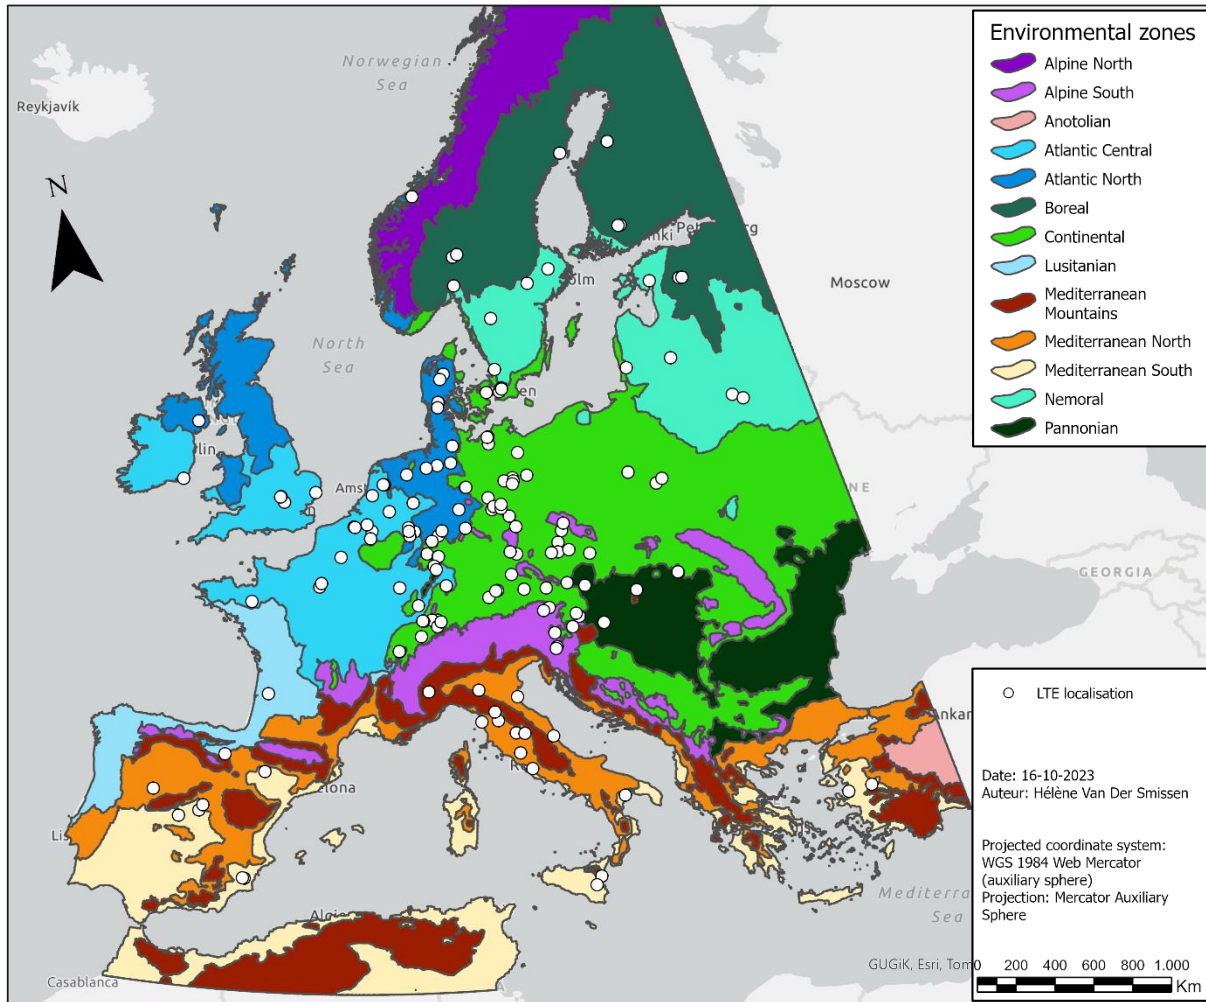 Norwegian
Sea
Reykjavík
N
North
Sea
Moscow
Amst
GEORGIA
Casablanca
Mediterra
Sea
GUGiK, Esri, Tom
Environmental zones
Alpine North
Alpine South
Anotolian
Atlantic Central
Atlantic North
Boreal
Continental
Lusitanian
Mediterranean
Mountains
Mediterranean North
Mediterranean South
Nemoral
Pannonian
LTE localisation
Date: 16-10-2023
Auteur: Hélène Van Der Smissen
Projected coordinate system:
WGS 1984 Web Mercator
(auxiliary sphere)
Projection: Mercator Auxiliary
Sphere
0 200 400 600 800 1.000
Km